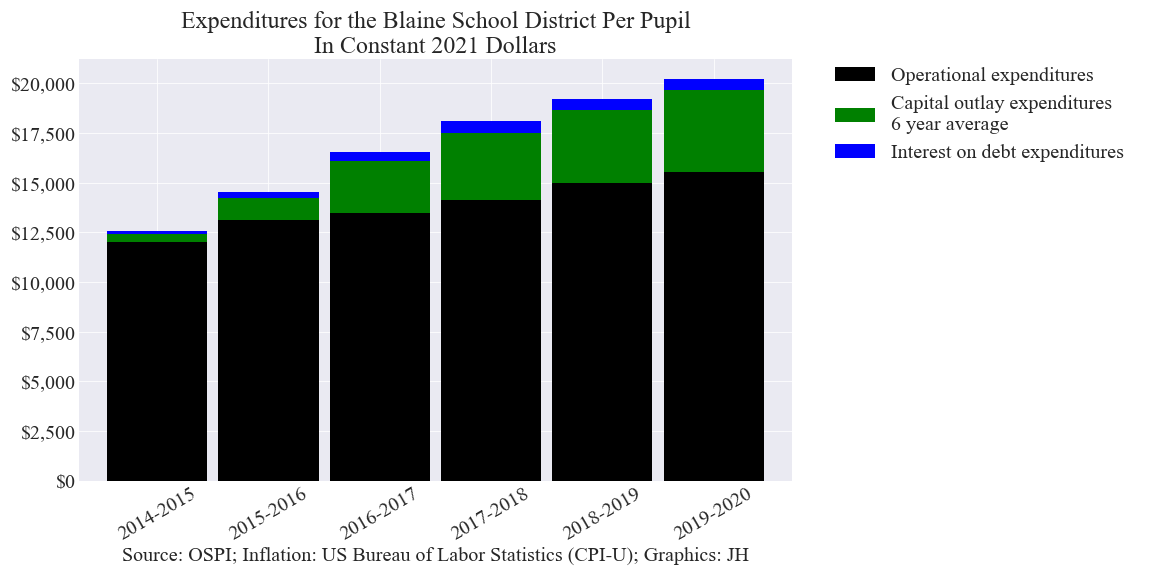 Expenditures for the Blaine School District Per Pupil
In Constant 2021 Dollars
$20,000
$17,500
$15,000
$12,500
$10,000
$7,500
$5,000
$2,500
$0
2014-2015
2015-2016
2016-2017
2017-2018
2018-2019
2019-2020
Source: OSPI; Inflation: US Bureau of Labor Statistics (CPI-U); Graphics: JH
Operational expenditures
Capital outlay expenditures
6 year average
Interest on debt expenditures